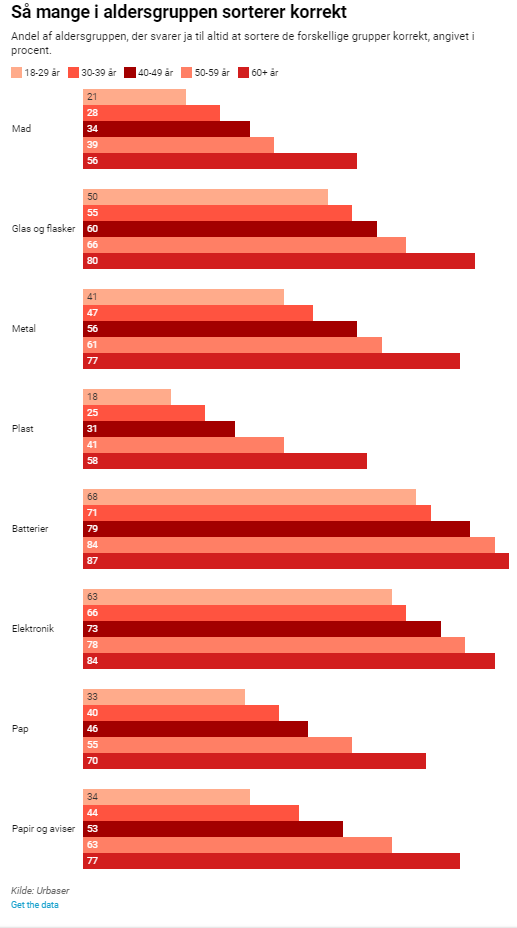 Så mange i aldersgruppen sorterer korrekt
Andel af aldersgruppen, der svarer ja til altid at sortere de forskellige grupper korrekt, angivet i
procent.
18-29 år 30-39 år 40-49 år 50-59 år 60+ år
21
28
Mad 34
39
56
50
55
Glas og flasker 60
66
80
41
47
Metal 56
61
77
18
25
Plast 31
41
58
68
71
Batterier 79
84
87
63
66
Elektronik 73
78
84
33
40
Pap 46
55
70
34
44
Papir og aviser 53
63
77
Kilde: Urbaser
Get the data